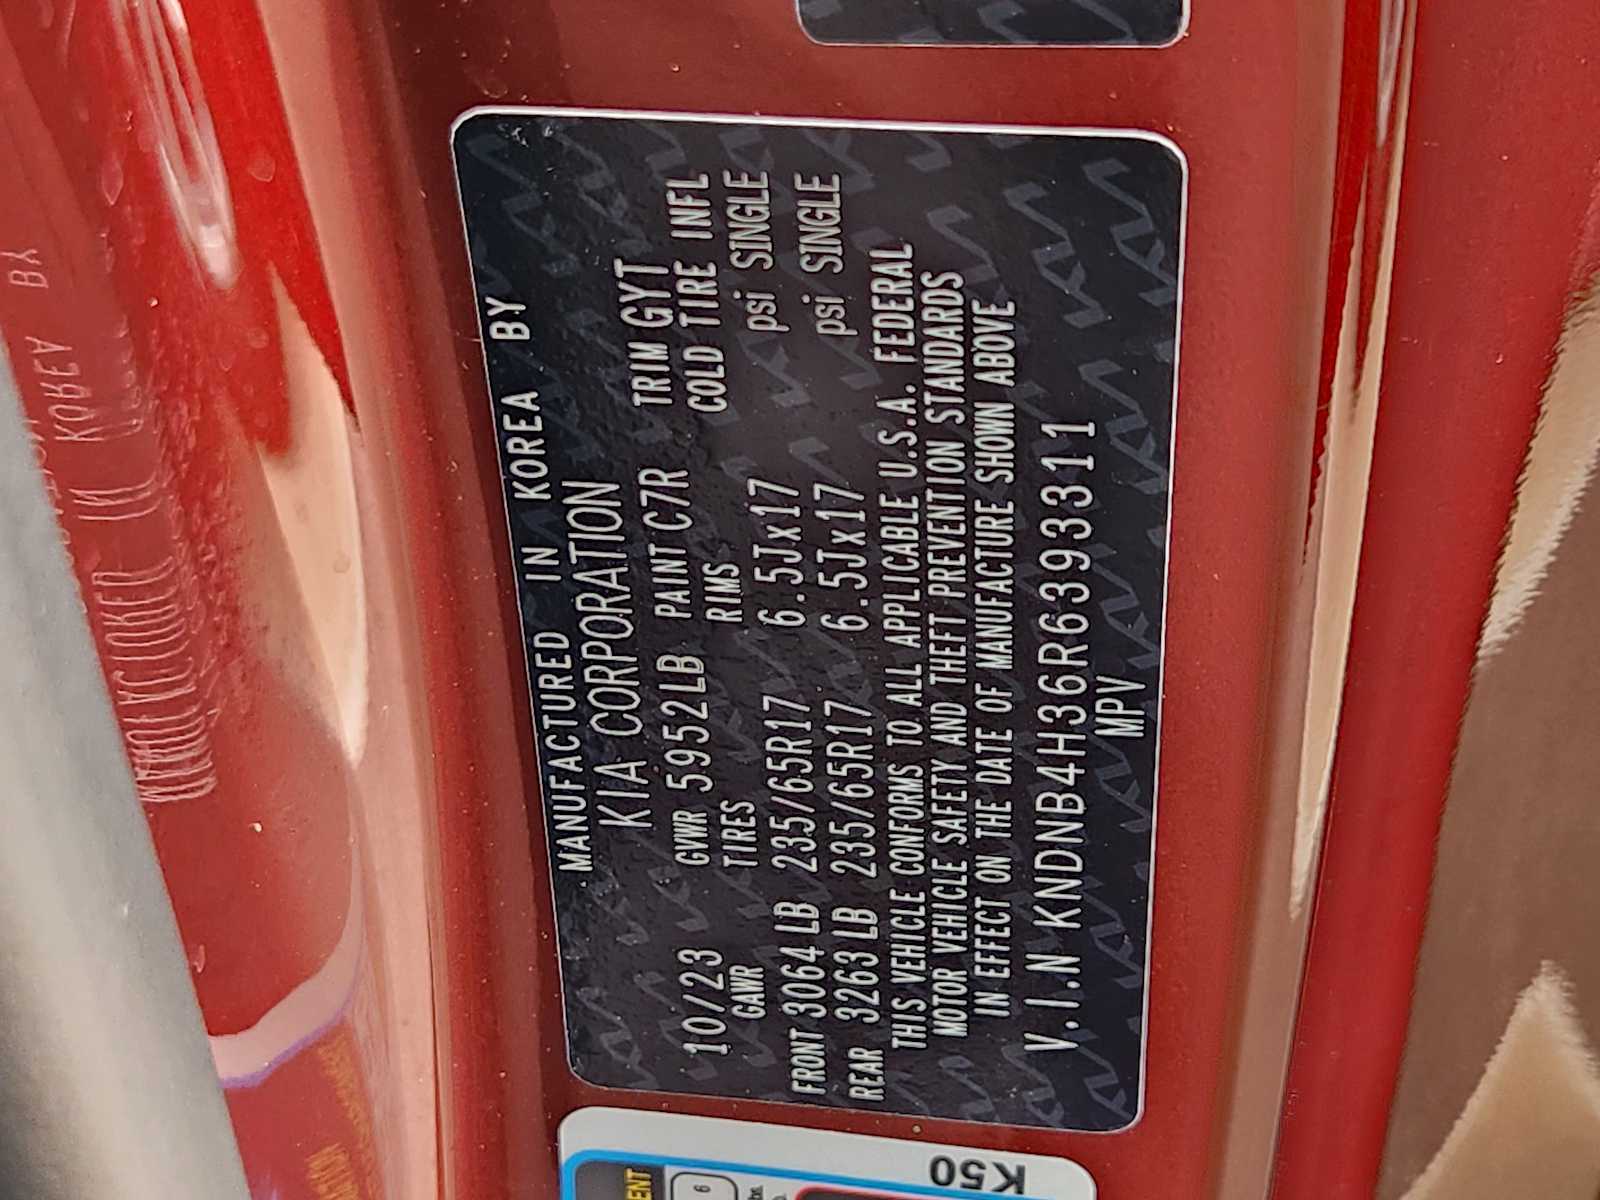 MANUFACTURED IN KOREA BY
KIA CORPORATION
10/23 GVWR 5952LB PAINT C7R TRIM GYT
GAWR TIRES RIMS COLD TIRE INFL
FRONT 3064 LB 235/65R17 6.5Jx17 psi SINGLE
REAR 3263 LB 235/65R17 6.5Jx17 psi SINGLE
THIS VEHICLE CONFORMS TO ALL APPLICABLE U.S.A. FEDERAL
MOTOR VEHICLE SAFETY AND THEFT PREVENTION STANDARDS
IN EFFECT ON THE DATE OF MANUFACTURE SHOWN ABOVE
V.I.N KNDNB4H36R6393311
MPV
K50
6